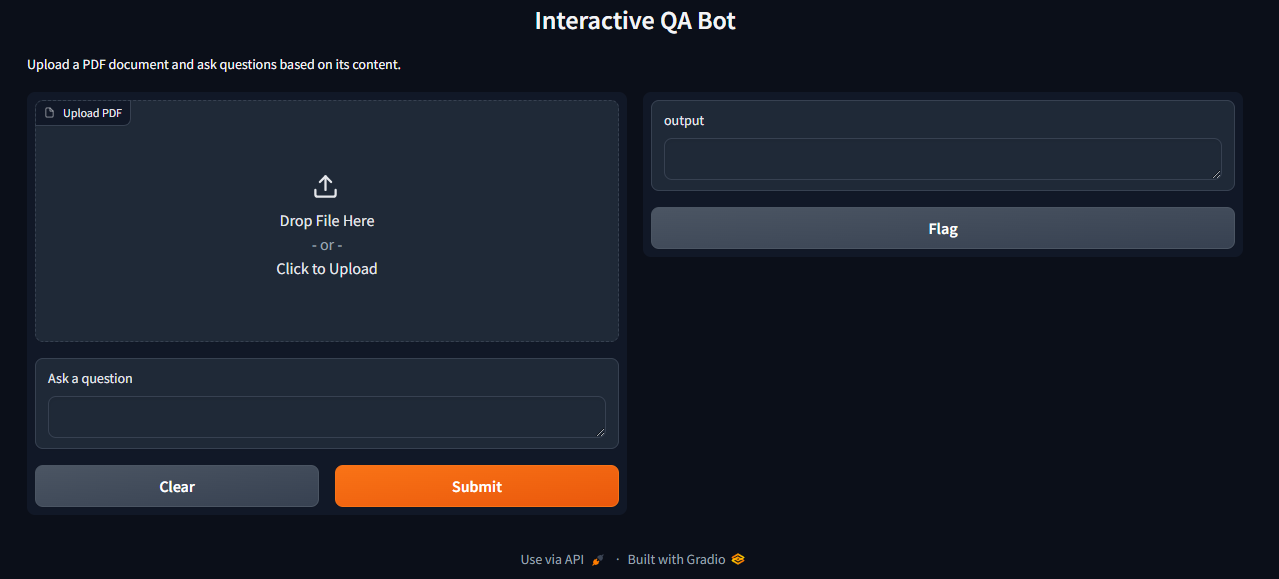 Interactive QA Bot
Upload a PDF document and ask questions based on its content.
Upload PDF
Drop File Here
- or -
Click to Upload
Ask a question
Clear
Submit
output
Flag
Use via API · Built with Gradio